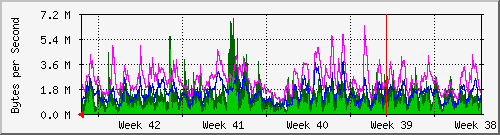 Bytes per Second
7.2 M
5.4 M
3.6 M
1.8 M
0.0 M
Week 42 Week 41 Week 40 Week 39 Week 38